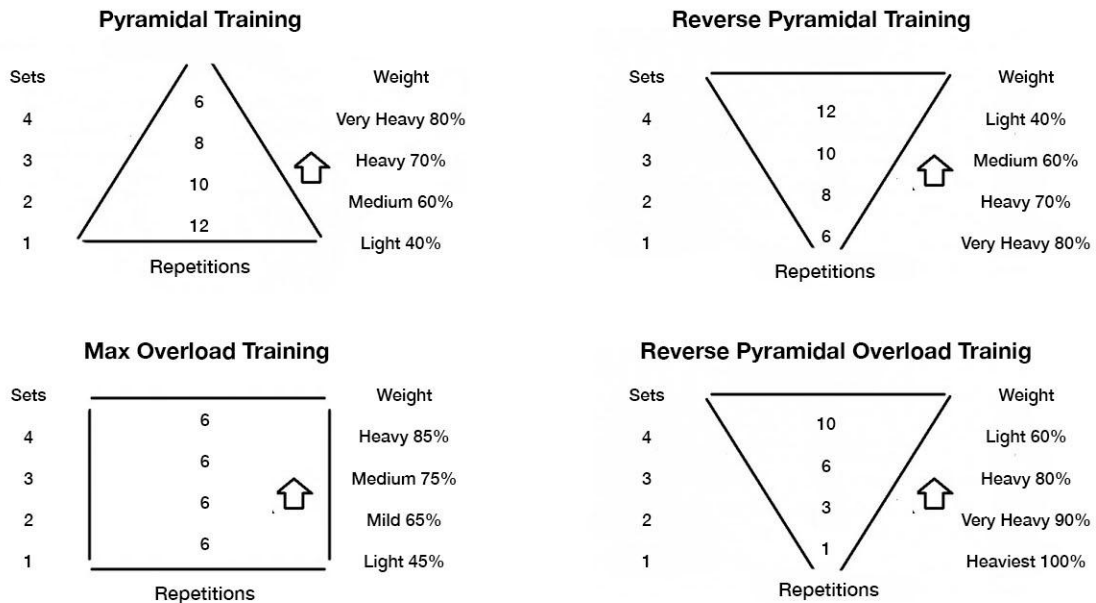 Pyramidal Training
Sets
Weight
6
4
Very Heavy 80%
8
3
Heavy 70%
10
2
Medium 60%
12
1
Light 40%
Repetitions
Reverse Pyramidal Training
Sets
Weight
12
4
Light 40%
10
3
Medium 60%
8
2
Heavy 70%
6
1
Very Heavy 80%
Repetitions
Max Overload Training
Sets
Weight
6
4
Heavy 85%
6
3
Medium 75%
6
2
Mild 65%
6
1
Light 45%
Repetitions
Reverse Pyramidal Overload Trainig
Sets
Weight
10
4
Light 60%
6
3
Heavy 80%
3
2
Very Heavy 90%
1
1
Heaviest 100%
Repetitions